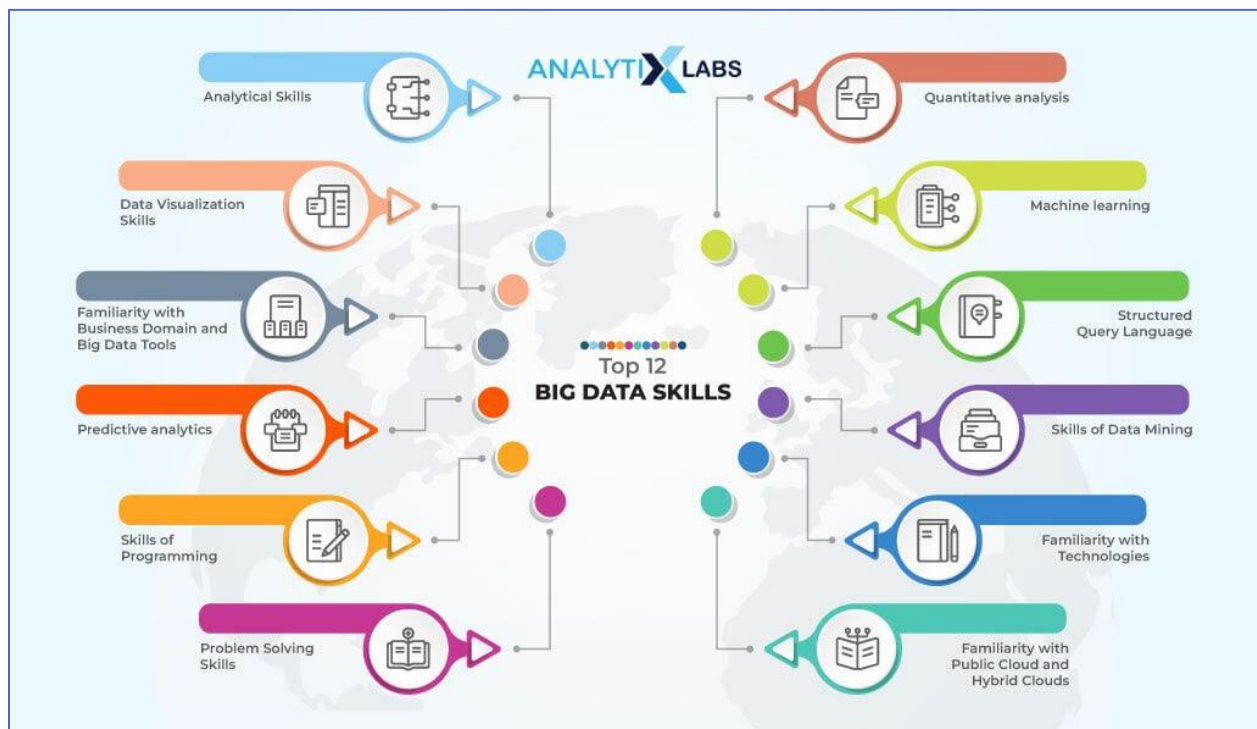 ANALYTIX LABS
Analytical Skills
Data Visualization
Skills
Familiarity with
Business Domain and
Big Data Tools
Predictive analytics
Skills of
Programming
Problem Solving
Skills
Top 12
BIG DATA SKILLS
Quantitative analysis
Machine learning
Structured
Query Language
Skills of Data Mining
Familiarity with
Technologies
Familiarity with
Public Cloud and
Hybrid Clouds